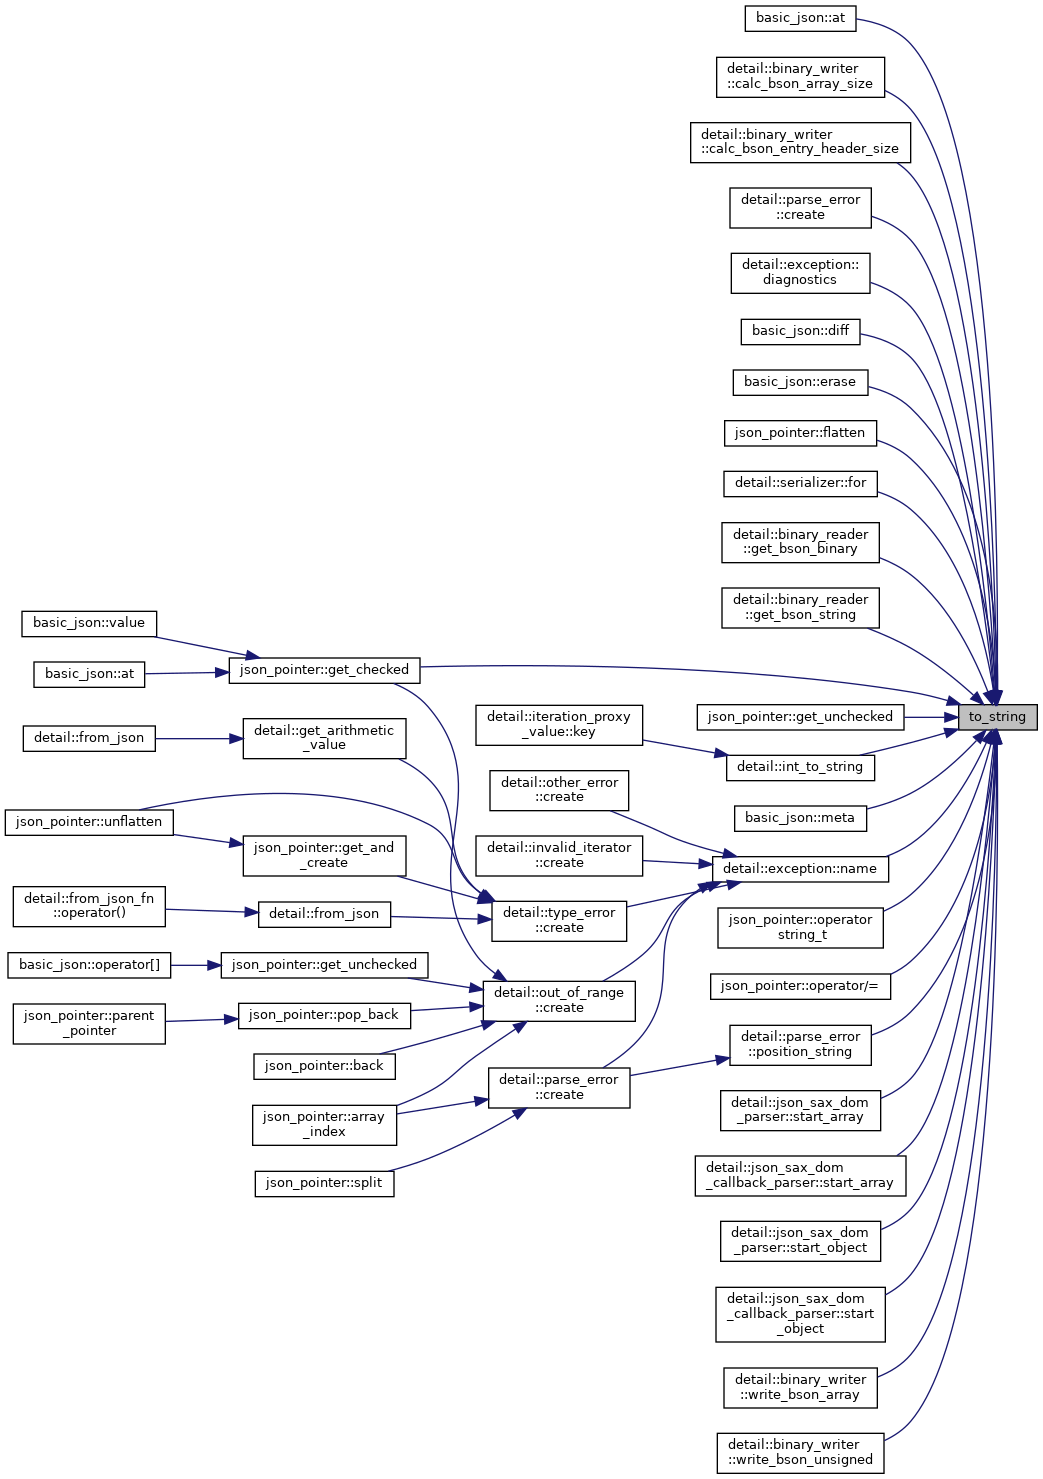 basic_json::at
detail::binary_writer
::calc_bson_array_size
detail::binary_writer
::calc_bson_entry_header_size
detail::parse_error
::create
detail::exception::
diagnostics
basic_json::diff
basic_json::erase
json_pointer::flatten
detail::serializer::for
detail::binary_reader
::get_bson_binary
detail::binary_reader
::get_bson_string
basic_json::value
json_pointer::get_checked
basic_json::at
to_string
json_pointer::get_unchecked
detail::iteration_proxy
_value::key
detail::int_to_string
detail::get_arithmetic
_value
detail::from_json
detail::other_error
::create
basic_json::meta
json_pointer::unflatten
json_pointer::get_and
_create
detail::invalid_iterator
::create
detail::exception::name
detail::from_json_fn
::operator()
detail::from_json
detail::type_error
::create
json_pointer::operator
string_t
basic_json::operator[]
json_pointer::get_unchecked
detail::out_of_range
::create
json_pointer::operator/=
json_pointer::parent
_pointer
json_pointer::pop_back
json_pointer::back
detail::parse_error
::position_string
detail::parse_error
::create
json_pointer::array
_index
json_pointer::split
detail::json_sax_dom
_parser::start_array
detail::json_sax_dom
_callback_parser::start_array
detail::json_sax_dom
_parser::start_object
detail::json_sax_dom
_callback_parser::start
_object
detail::binary_writer
::write_bson_array
detail::binary_writer
::write_bson_unsigned